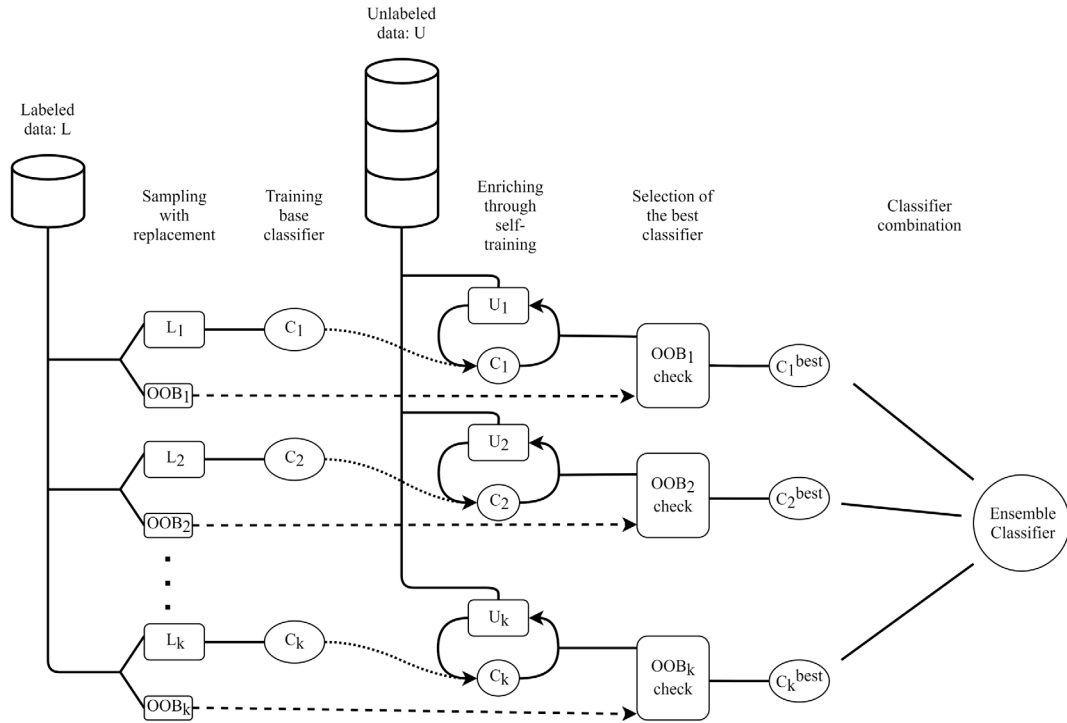 Unlabeled
data: U
Labeled
data: L
Sampling
with
replacement
Training
base
classifier
Enriching
through
self-
training
Selection of
the best
classifier
Classifier
combination
L1
C1
U1
C1
OOB1
OOB1
check
C1best
L2
C2
U2
C2
OOB2
OOB2
check
C2best
Ensemble
Classifier
Lk
Ck
Uk
Ck
OOBk
OOBk
check
Ckbest